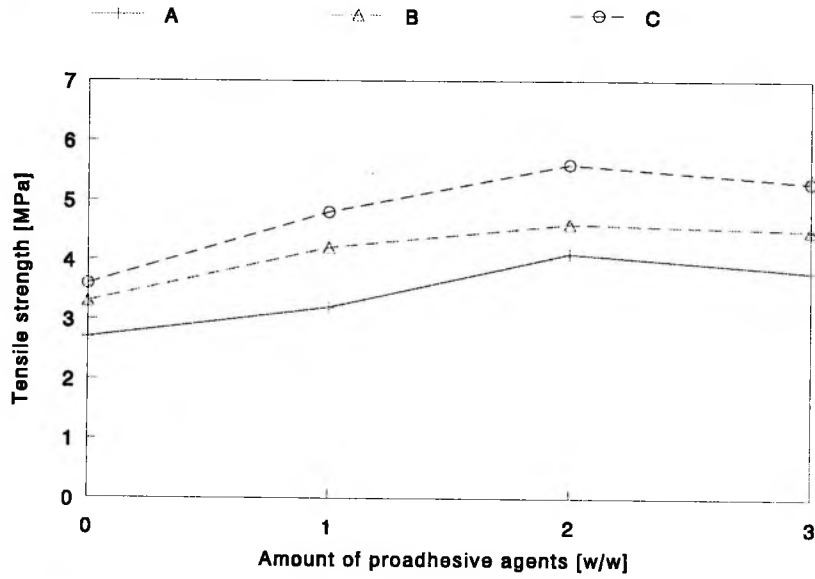 A B C
7
6
5
4
3
2
1
0
Tensile strength [MPa]
0 1 2 3
Amount of proadhesive agents [w/w]